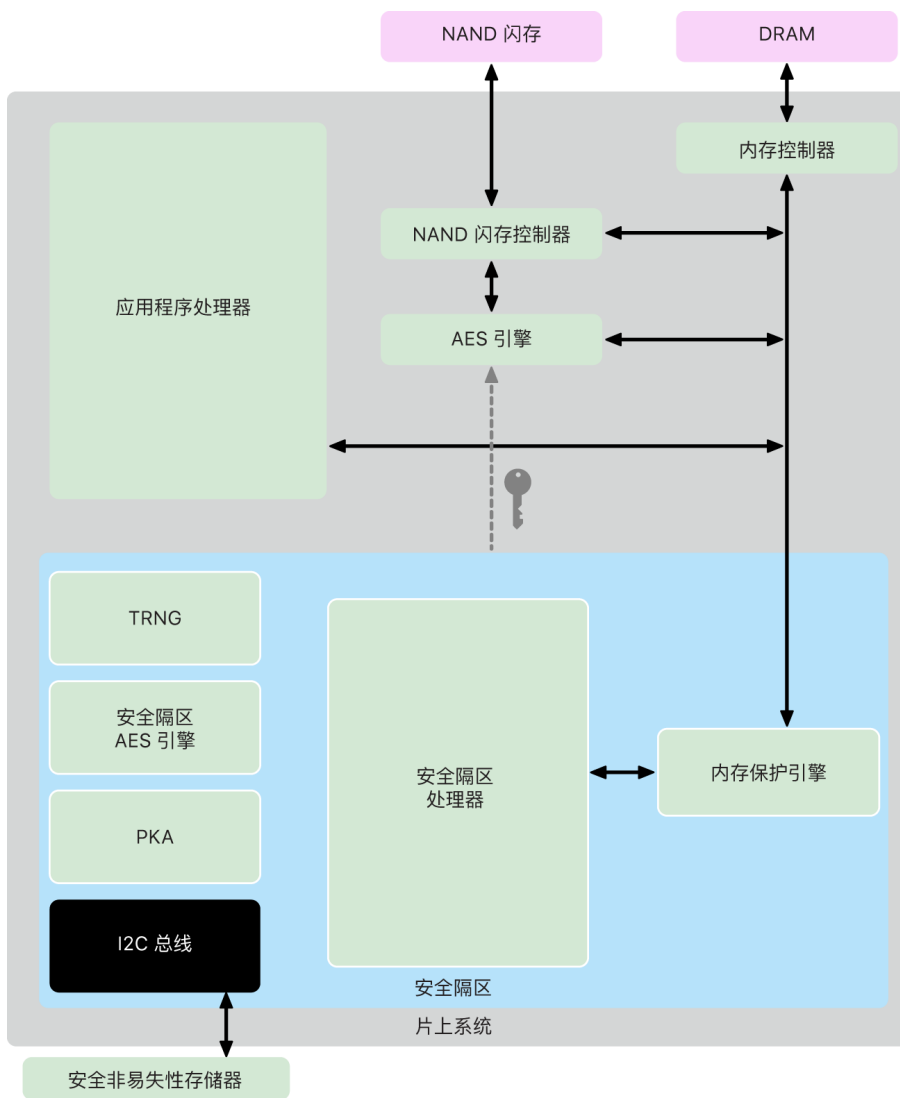 NAND 闪存
DRAM
内存控制器
NAND 闪存控制器
应用程序处理器
AES 引擎
TRNG
安全隔区
AES 引擎
PKA
I2C 总线
安全隔区
处理器
内存保护引擎
安全隔区
片上系统
安全非易失性存储器